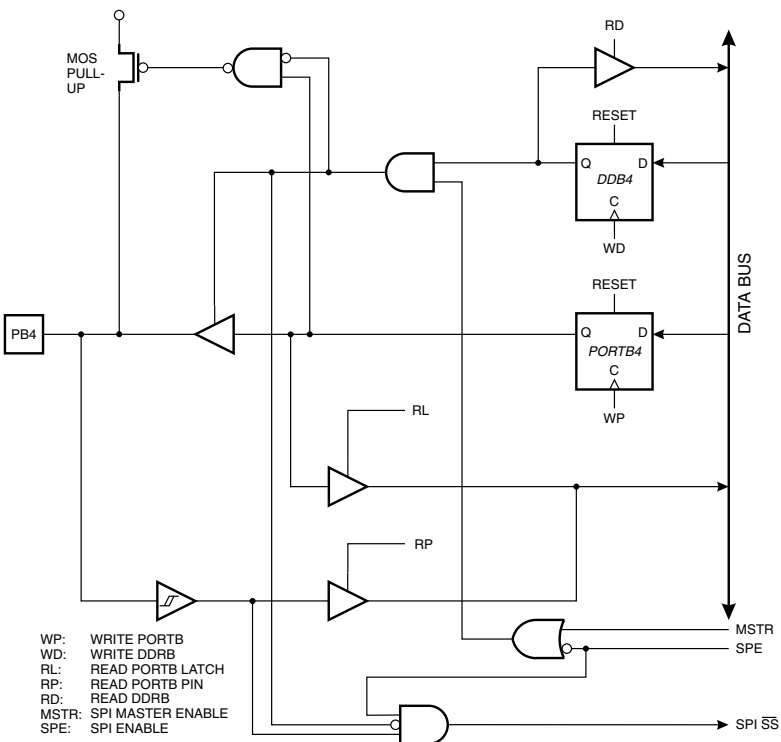 RD
MOS
PULL-
UP
RESET
Q
D
DDB4
C
WD
DATA BUS
RESET
PB4
Q
D
PORTB4
C
WP
RL
RP
WP: WRITE PORTB
WD: WRITE DDRB
RL: READ PORTB LATCH
RP: READ PORTB PIN
RD: READ DDRB
MSTR: SPI MASTER ENABLE
SPE: SPI ENABLE
MSTR
SPE
SPI S̅S̅